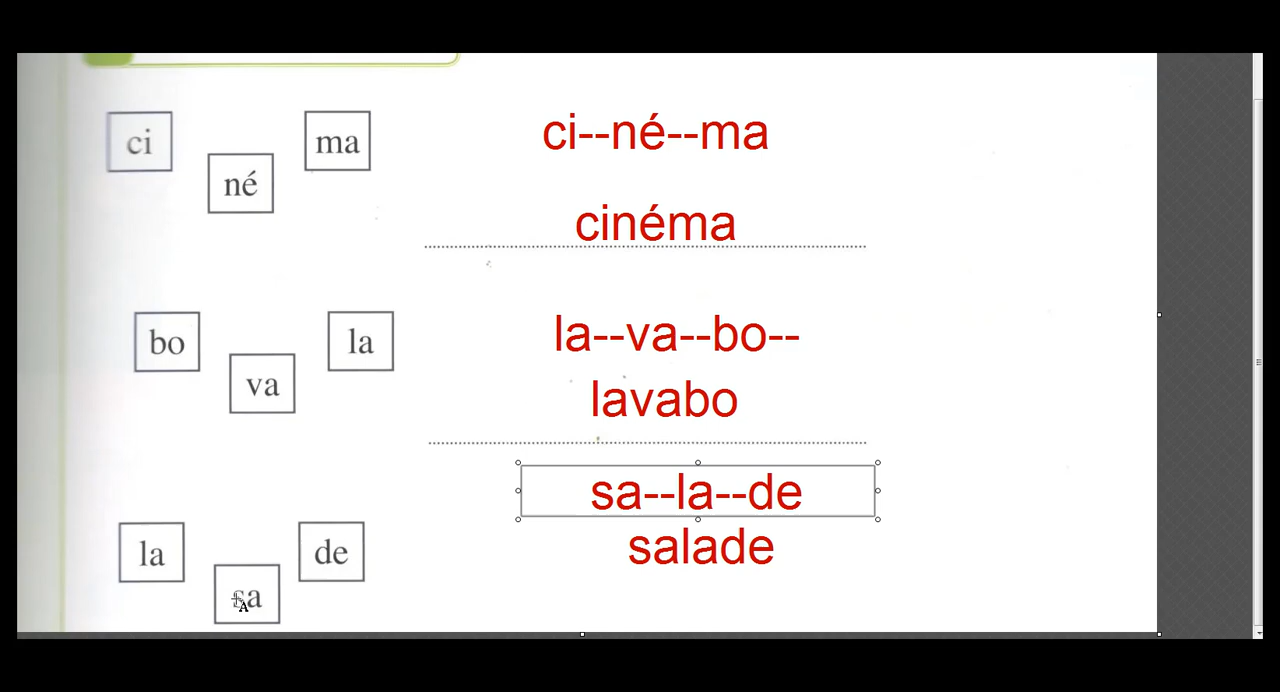 ci
ma
né
ci--né--ma
cinéma
bo
la
va
la--va--bo--
lavabo
sa--la--de
salade
la
de
sa